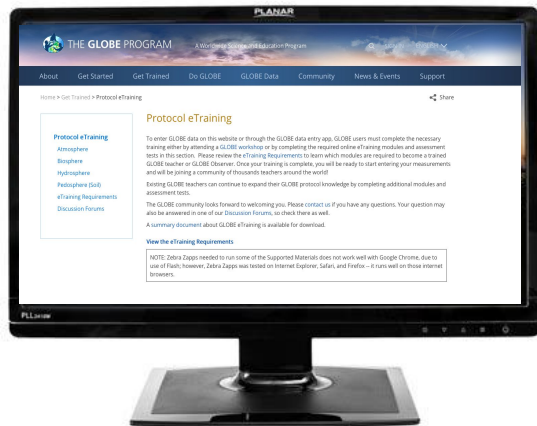 PLANAR
THE GLOBE PROGRAM
A Worldwide Science and Education Program
About Get Started Get Trained Do GLOBE GLOBE Data Community News & Events Support
Home > Get Trained > Protocol eTraining
Share
Protocol eTraining
Atmosphere
Biosphere
Hydrosphere
Pedosphere (Soil)
eTraining Requirements
Discussion Forums
Protocol eTraining
To enter GLOBE data on this website or through the GLOBE data entry app, GLOBE users must complete the necessary
training either by attending a GLOBE workshop or by completing the required online eTraining modules and assessment
tests in this section. Please review the eTraining Requirements to learn which modules are required to become a trained
GLOBE teacher or GLOBE Observer. Once your training is complete, you will be ready to start entering your measurements
and will be joining a community of thousands teachers around the world!
Existing GLOBE teachers can continue to expand their GLOBE protocol knowledge by completing additional modules and
assessment tests.
The GLOBE community looks forward to welcoming you. Please contact us if you have any questions. Your question may
also be answered in one of our Discussion Forums, so check there as well.
A summary document about GLOBE eTraining is available for download.
View the eTraining Requirements
NOTE: Zebra Zapps needed to run some of the Supported Materials does not work well with Google Chrome, due to
use of Flash; however, Zebra Zapps was tested on Internet Explorer, Safari, and Firefox -- it runs well on those internet
browsers.